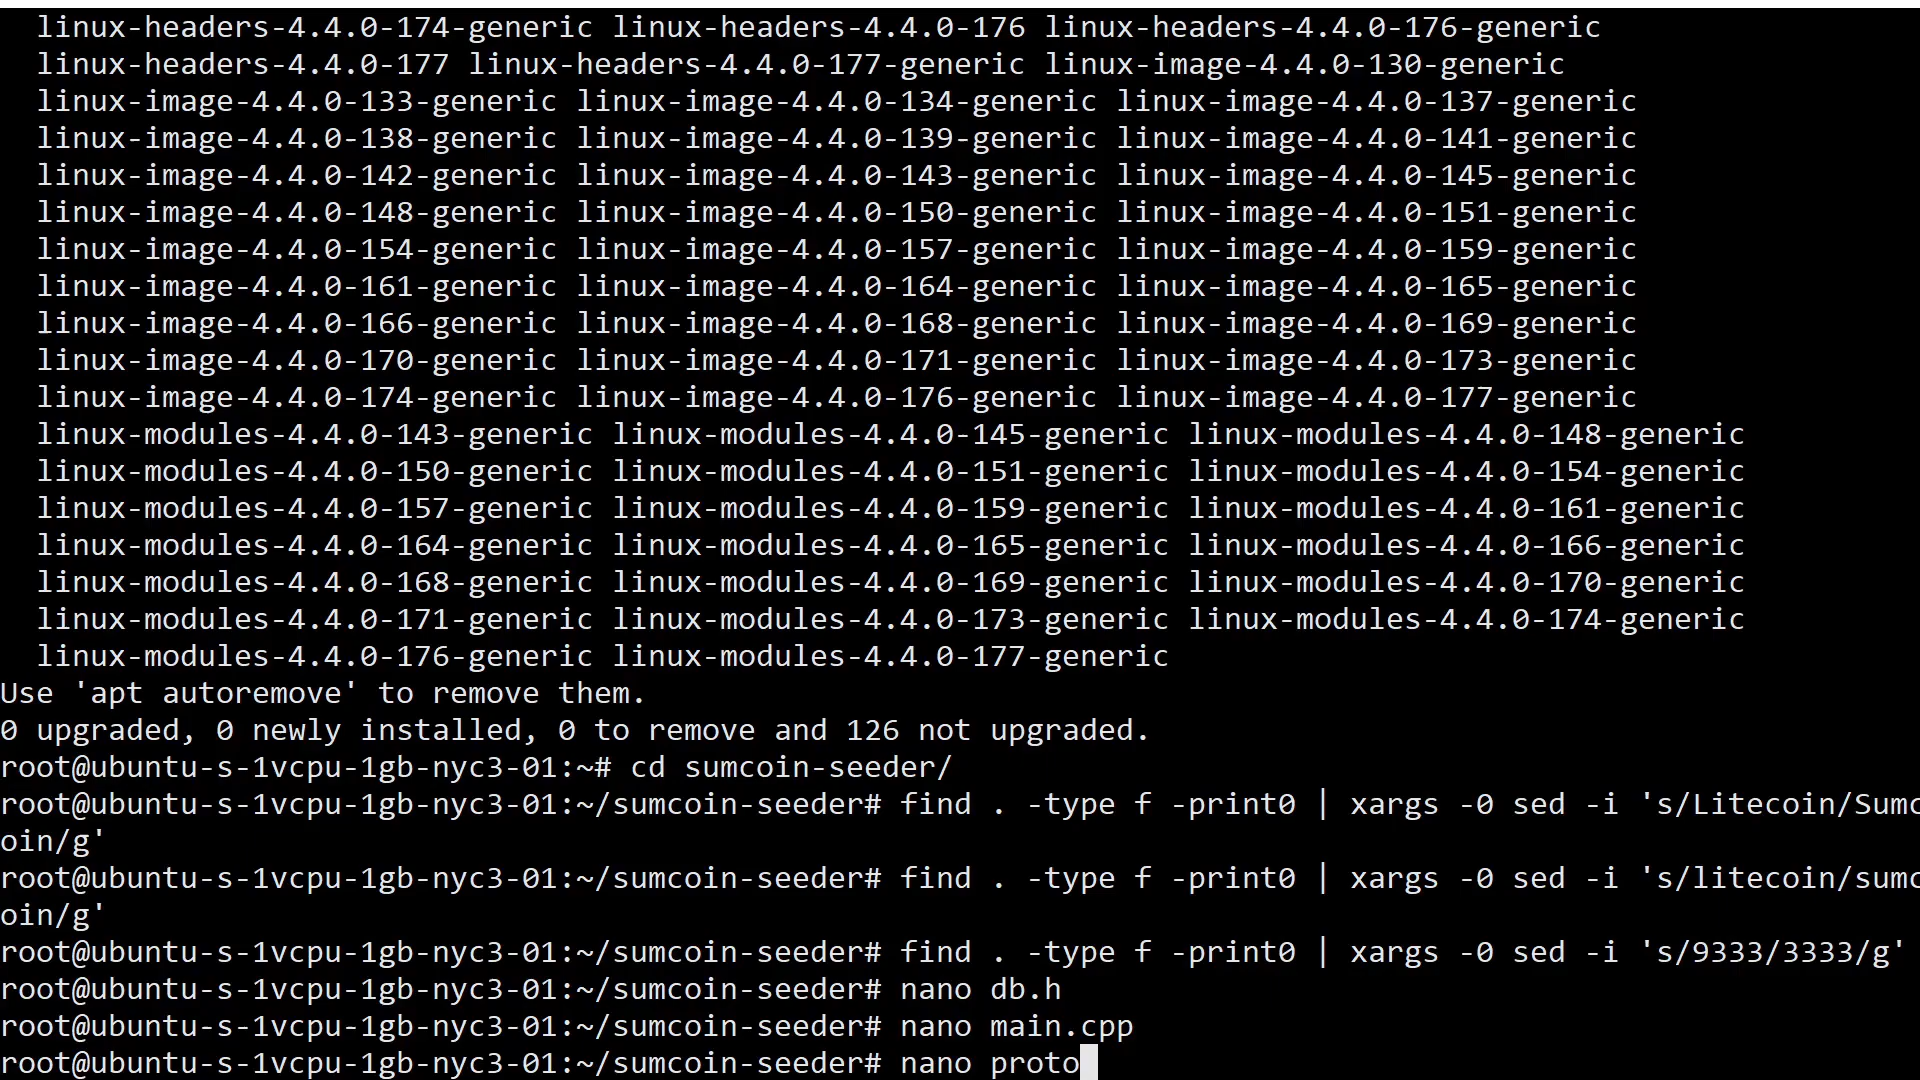 linux-headers-4.4.0-174-generic linux-headers-4.4.0-176 linux-headers-4.4.0-176-generic
linux-headers-4.4.0-177 linux-headers-4.4.0-177-generic linux-image-4.4.0-130-generic
linux-image-4.4.0-133-generic linux-image-4.4.0-134-generic linux-image-4.4.0-137-generic
linux-image-4.4.0-138-generic linux-image-4.4.0-139-generic linux-image-4.4.0-141-generic
linux-image-4.4.0-142-generic linux-image-4.4.0-143-generic linux-image-4.4.0-145-generic
linux-image-4.4.0-148-generic linux-image-4.4.0-150-generic linux-image-4.4.0-151-generic
linux-image-4.4.0-154-generic linux-image-4.4.0-157-generic linux-image-4.4.0-159-generic
linux-image-4.4.0-161-generic linux-image-4.4.0-164-generic linux-image-4.4.0-165-generic
linux-image-4.4.0-166-generic linux-image-4.4.0-168-generic linux-image-4.4.0-169-generic
linux-image-4.4.0-170-generic linux-image-4.4.0-171-generic linux-image-4.4.0-173-generic
linux-image-4.4.0-174-generic linux-image-4.4.0-176-generic linux-image-4.4.0-177-generic
linux-modules-4.4.0-143-generic linux-modules-4.4.0-145-generic linux-modules-4.4.0-148-generic
linux-modules-4.4.0-150-generic linux-modules-4.4.0-151-generic linux-modules-4.4.0-154-generic
linux-modules-4.4.0-157-generic linux-modules-4.4.0-159-generic linux-modules-4.4.0-161-generic
linux-modules-4.4.0-164-generic linux-modules-4.4.0-165-generic linux-modules-4.4.0-166-generic
linux-modules-4.4.0-168-generic linux-modules-4.4.0-169-generic linux-modules-4.4.0-170-generic
linux-modules-4.4.0-171-generic linux-modules-4.4.0-173-generic linux-modules-4.4.0-174-generic
linux-modules-4.4.0-176-generic linux-modules-4.4.0-177-generic
Use 'apt autoremove' to remove them.
0 upgraded, 0 newly installed, 0 to remove and 126 not upgraded.
root@ubuntu-s-1vcpu-1gb-nyc3-01:~# cd sumcoin-seeder/
root@ubuntu-s-1vcpu-1gb-nyc3-01:~/sumcoin-seeder# find . -type f -print0 | xargs -0 sed -i 's/Litecoin/Sumc
oin/g'
root@ubuntu-s-1vcpu-1gb-nyc3-01:~/sumcoin-seeder# find . -type f -print0 | xargs -0 sed -i 's/litecoin/sumc
oin/g'
root@ubuntu-s-1vcpu-1gb-nyc3-01:~/sumcoin-seeder# find . -type f -print0 | xargs -0 sed -i 's/9333/3333/g'
root@ubuntu-s-1vcpu-1gb-nyc3-01:~/sumcoin-seeder# nano db.h
root@ubuntu-s-1vcpu-1gb-nyc3-01:~/sumcoin-seeder# nano main.cpp
root@ubuntu-s-1vcpu-1gb-nyc3-01:~/sumcoin-seeder# nano proto